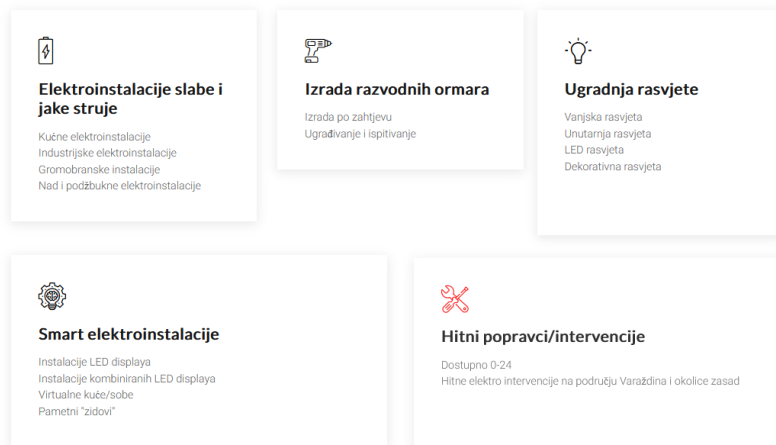 Elektroinstalacije slabe i
jake struje
Kućne elektroinstalacije
Industrijske elektroinstalacije
Gromobranske instalacije
Nad i podžbukne elektroinstalacije
Izrada razvodnih ormara
Izrada po zahtjevu
Ugrađivanje i ispitivanje
Ugradnja rasvjete
Vanjska rasvjeta
Unutarnja rasvjeta
LED rasvjeta
Dekorativna rasvjeta
Smart elektroinstalacije
Instalacije LED displaya
Instalacije kombiniranih LED displaya
Virtualne kuće/sobe
Pametni "zidovi"
Hitni popravci/intervencije
Dostupno 0-24
Hitne elektro intervencije na području Varaždina i okolice zasad